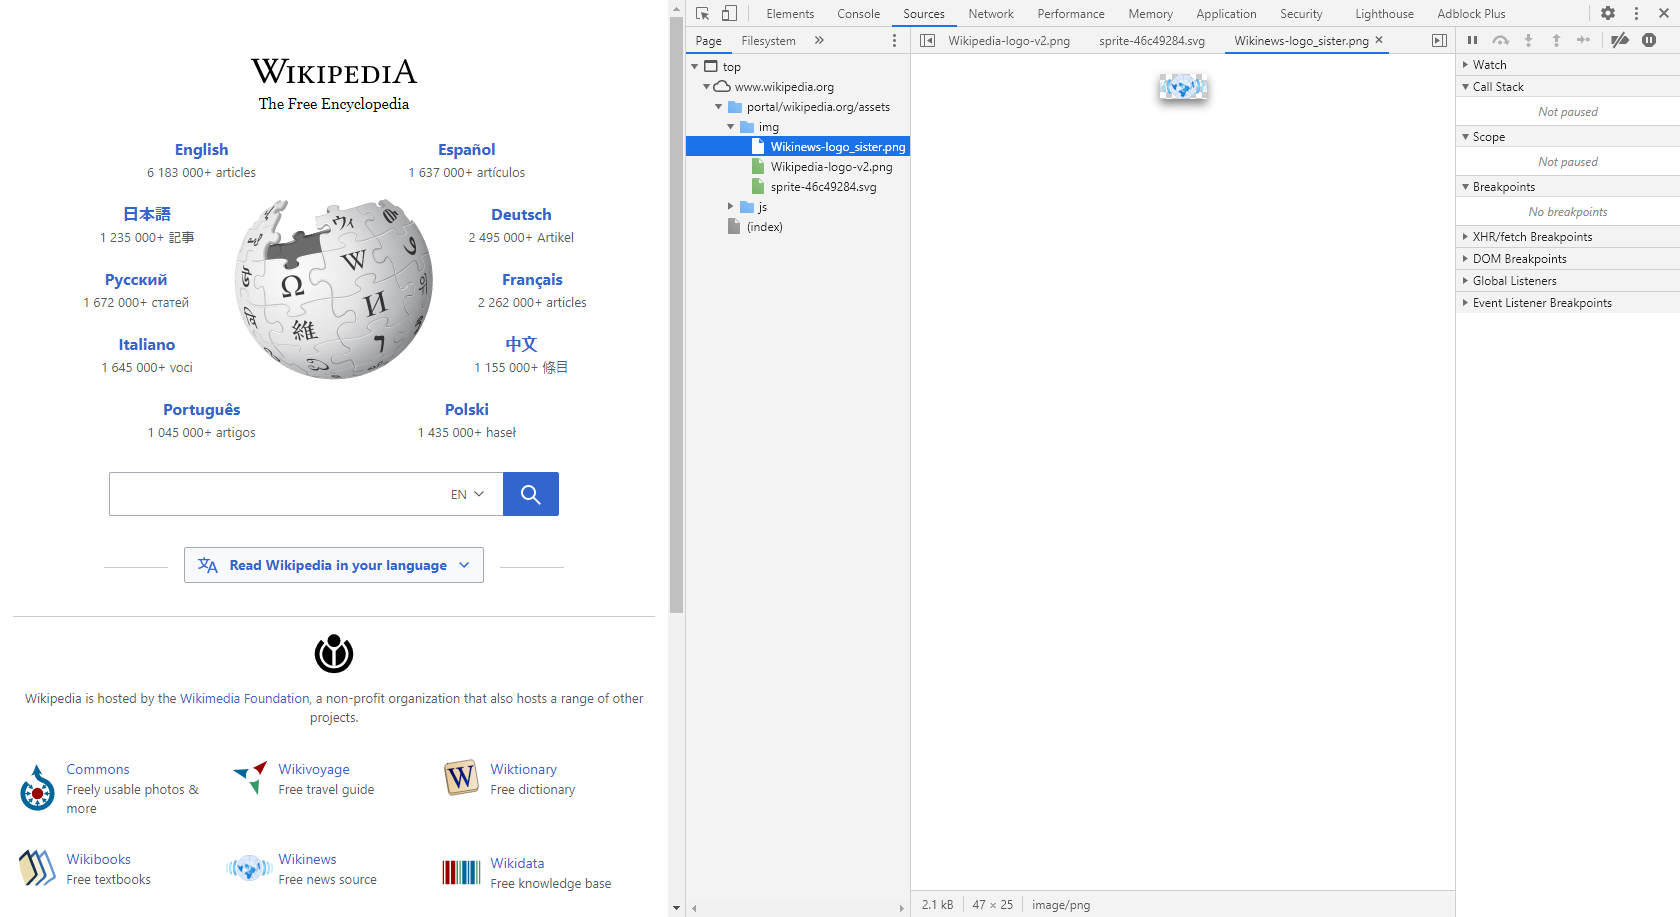 WIKIPEDIA
The Free Encyclopedia
English
6 183 000+ articles
Español
1 637 000+ artículos
日本語
1 235 000+ 記事
Deutsch
2 495 000+ Artikel
Русский
1 672 000+ статей
Français
2 262 000+ articles
Italiano
1 645 000+ voci
中文
1 155 000+ 條目
Português
1 045 000+ artigos
Polski
1 435 000+ haseł
Ω
W
И
維
ウィ
7
EN
文A Read Wikipedia in your language
Wikipedia is hosted by the Wikimedia Foundation, a non-profit organization that also hosts a range of other
projects.
Commons
Freely usable photos &
more
Wikivoyage
Free travel guide
W
Wiktionary
Free dictionary
Wikibooks
Free textbooks
Wikinews
Free news source
Wikidata
Free knowledge base
Elements Console Sources Network Performance Memory Application Security Lighthouse Adblock Plus
Page Filesystem »
top
www.wikipedia.org
portal/wikipedia.org/assets
img
Wikinews-logo_sister.png
Wikipedia-logo-v2.png
sprite-46c49284.svg
js
(index)
Wikipedia-logo-v2.png sprite-46c49284.svg Wikinews-logo_sister.png ×
2.1 kB 47 × 25 image/png
Watch
Call Stack
Not paused
Scope
Not paused
Breakpoints
No breakpoints
XHR/fetch Breakpoints
DOM Breakpoints
Global Listeners
Event Listener Breakpoints